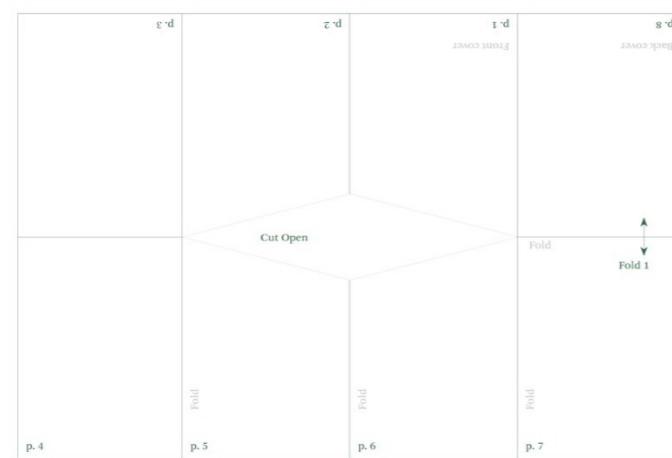 p. 3
p. 2
p. 1
p. 8
Front cover
Back cover
Cut Open
Fold
Fold 1
Fold
Fold
Fold
p. 4
p. 5
p. 6
p. 7